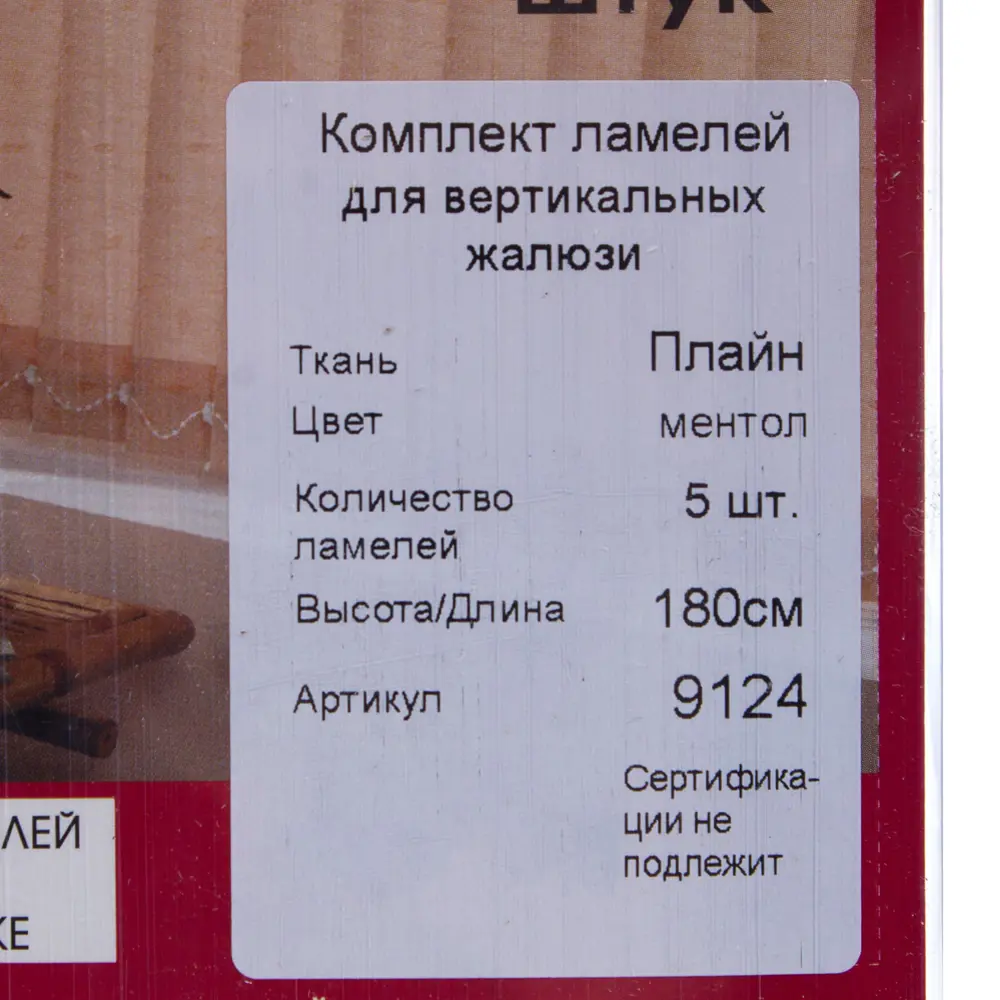 штук
Комплект ламелей
для вертикальных
жалюзи
Ткань Плайн
Цвет ментол
Количество 5 шт.
ламелей
Высота/Длина 180см
Артикул 9124
Сертифика-
ции не
подлежит
ЛЕЙ
КЕ